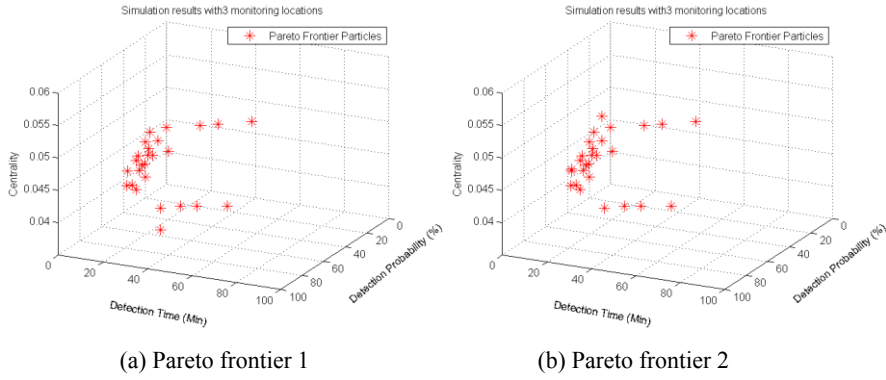 Simulation results with3 monitoring locations
Pareto Frontier Particles
0.06
0.055
0.05
0.045
0.04
Centrality
0
20
40
60
80
100
Detection Time (Min)
100
80
60
40
20
0
Detection Probability (%)
(a) Pareto frontier 1
Simulation results with3 monitoring locations
Pareto Frontier Particles
0.06
0.055
0.05
0.045
0.04
Centrality
0
20
40
60
80
100
Detection Time (Min)
100
80
60
40
20
0
Detection Probability (%)
(b) Pareto frontier 2